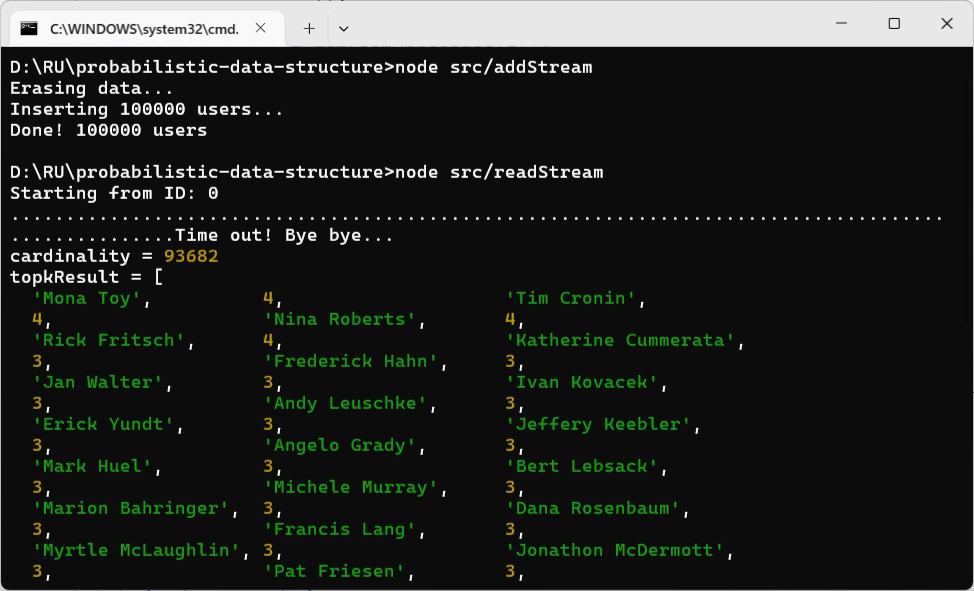 C:\WINDOWS\system32\cmd.
D:\RU\probabilistic-data-structure>node src/addStream
Erasing data...
Inserting 100000 users...
Done! 100000 users
D:\RU\probabilistic-data-structure>node src/readStream
Starting from ID: 0
.....................................................................................
...............Time out! Bye bye...
cardinality = 93682
topkResult = [
'Mona Toy', 4, 'Tim Cronin',
4, 'Nina Roberts', 4,
'Rick Fritsch', 4, 'Katherine Cummerata',
3, 'Frederick Hahn', 3,
'Jan Walter', 3, 'Ivan Kovacek',
3, 'Andy Leuschke', 3,
'Erick Yundt', 3, 'Jeffery Keebler',
3, 'Angelo Grady', 3,
'Mark Huel', 3, 'Bert Lebsack',
3, 'Michele Murray', 3,
'Marion Bahringer', 3, 'Dana Rosenbaum',
3, 'Francis Lang', 3,
'Myrtle McLaughlin', 3, 'Jonathon McDermott',
3, 'Pat Friesen', 3,